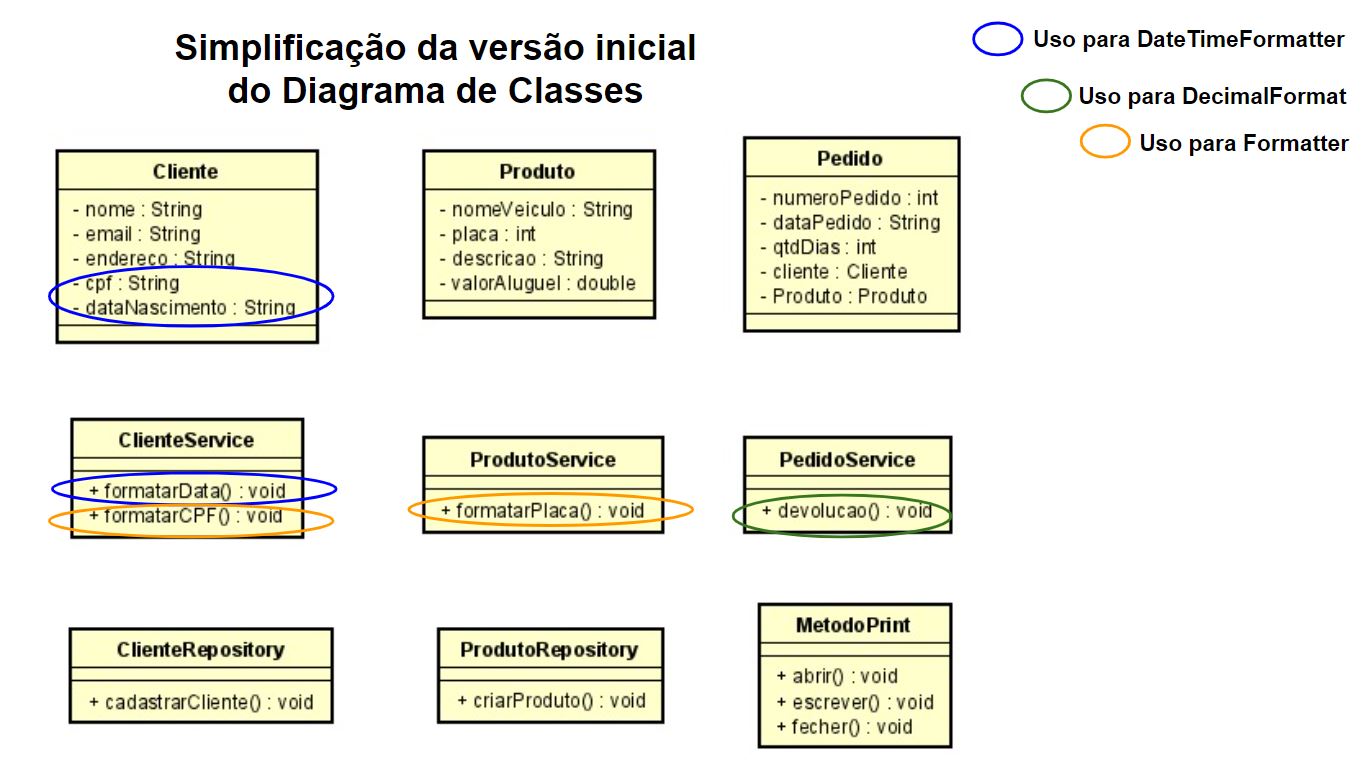 Simplificação da versão inicial
do Diagrama de Classes
Uso para DateTimeFormatter
Uso para DecimalFormat
Uso para Formatter
Cliente
- nome : String
- email : String
- endereco : String
- cpf : String
- dataNascimento : String
Produto
- nomeVeiculo : String
- placa : int
- descricao : String
- valorAluguel : double
Pedido
- numeroPedido : int
- dataPedido : String
- qtdDias : int
- cliente : Cliente
- Produto : Produto
ClienteService
+ formatarData() : void
+ formatarCPF() : void
ProdutoService
+ formatarPlaca() : void
PedidoService
+ devolucao() : void
ClienteRepository
+ cadastrarCliente() : void
ProdutoRepository
+ criarProduto() : void
MetodoPrint
+ abrir() : void
+ escrever() : void
+ fecher() : void